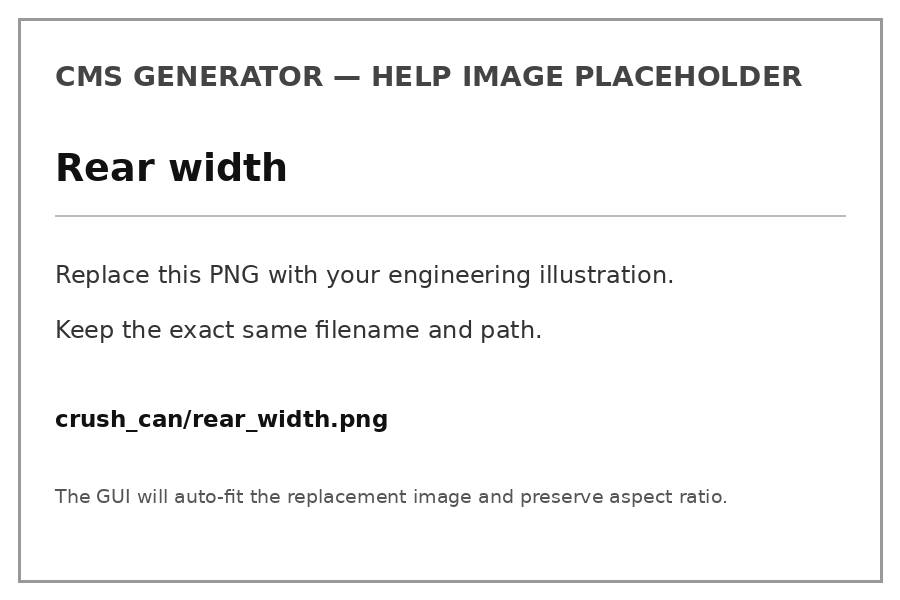 CMS GENERATOR — HELP IMAGE PLACEHOLDER
Rear width
Replace this PNG with your engineering illustration.
Keep the exact same filename and path.
crush_can/rear_width.png
The GUI will auto-fit the replacement image and preserve aspect ratio.